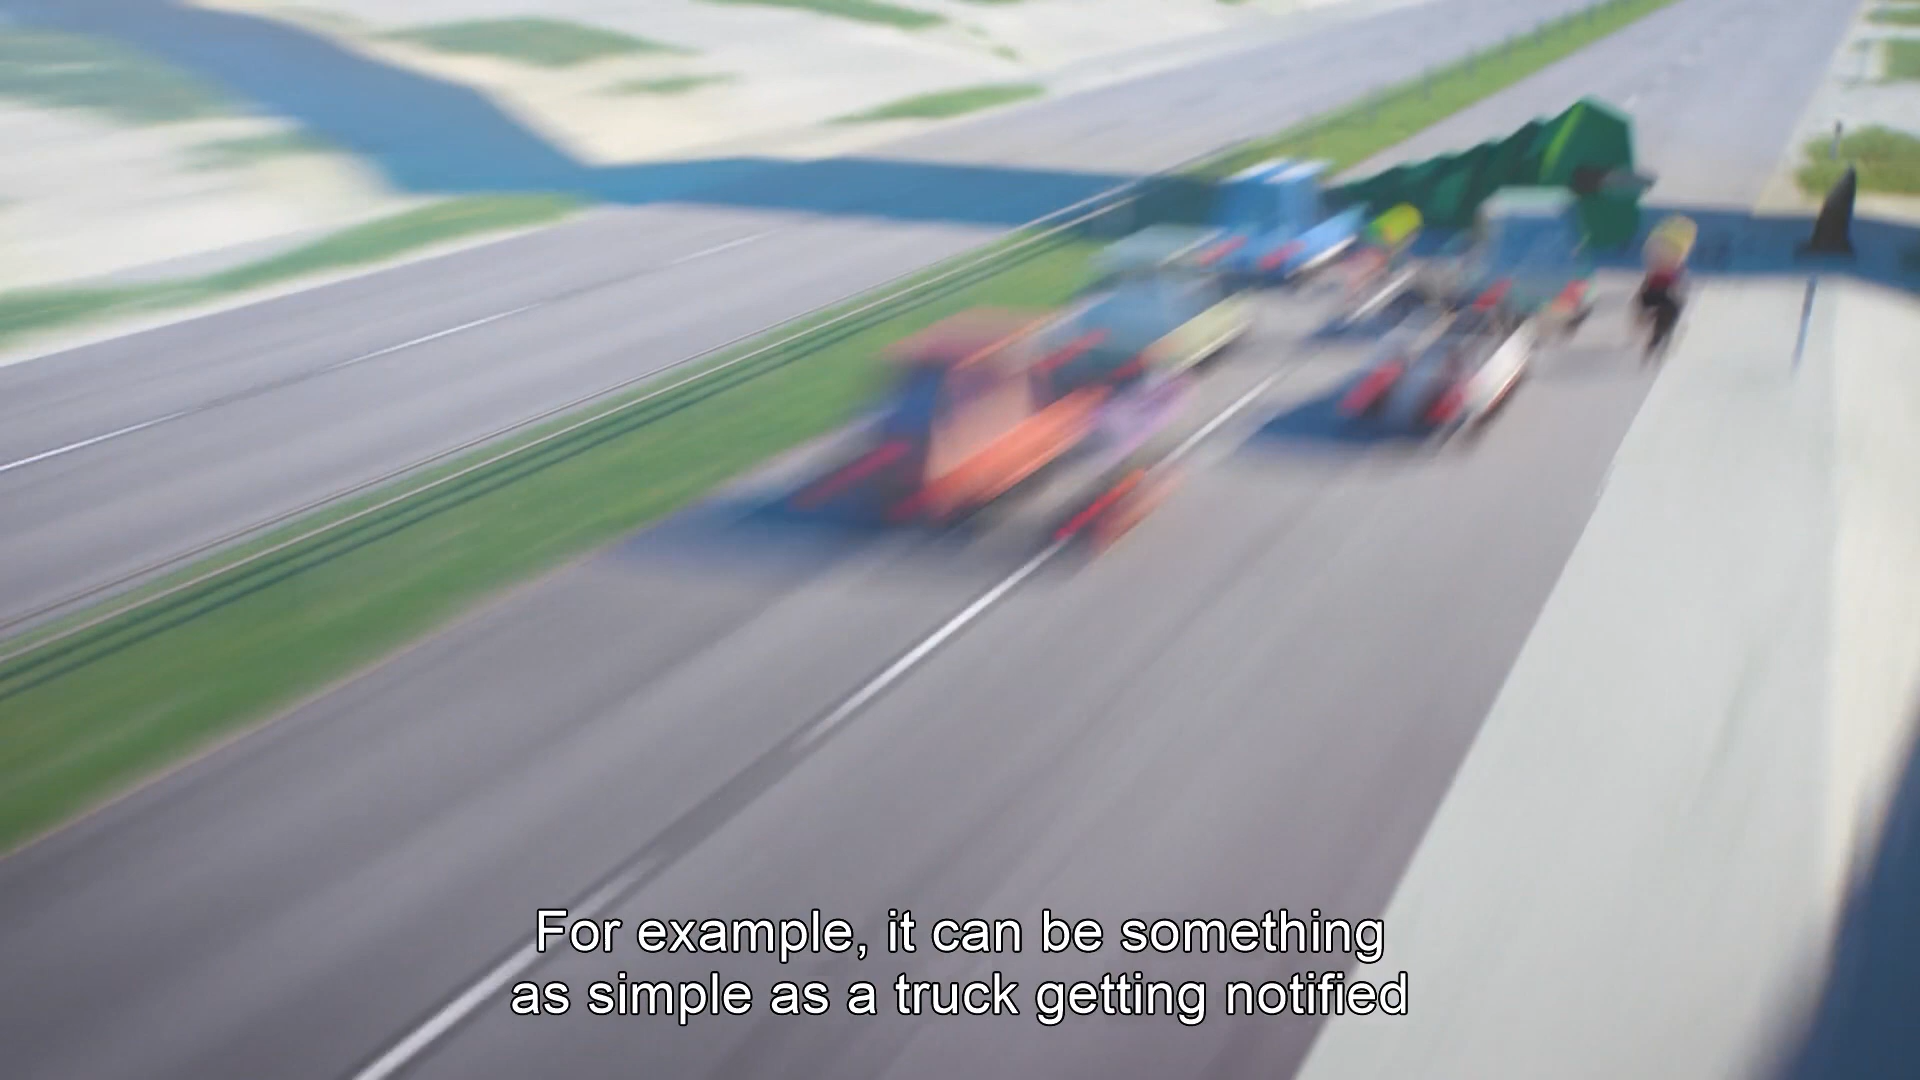 For example, it can be something
as simple as a truck getting notified